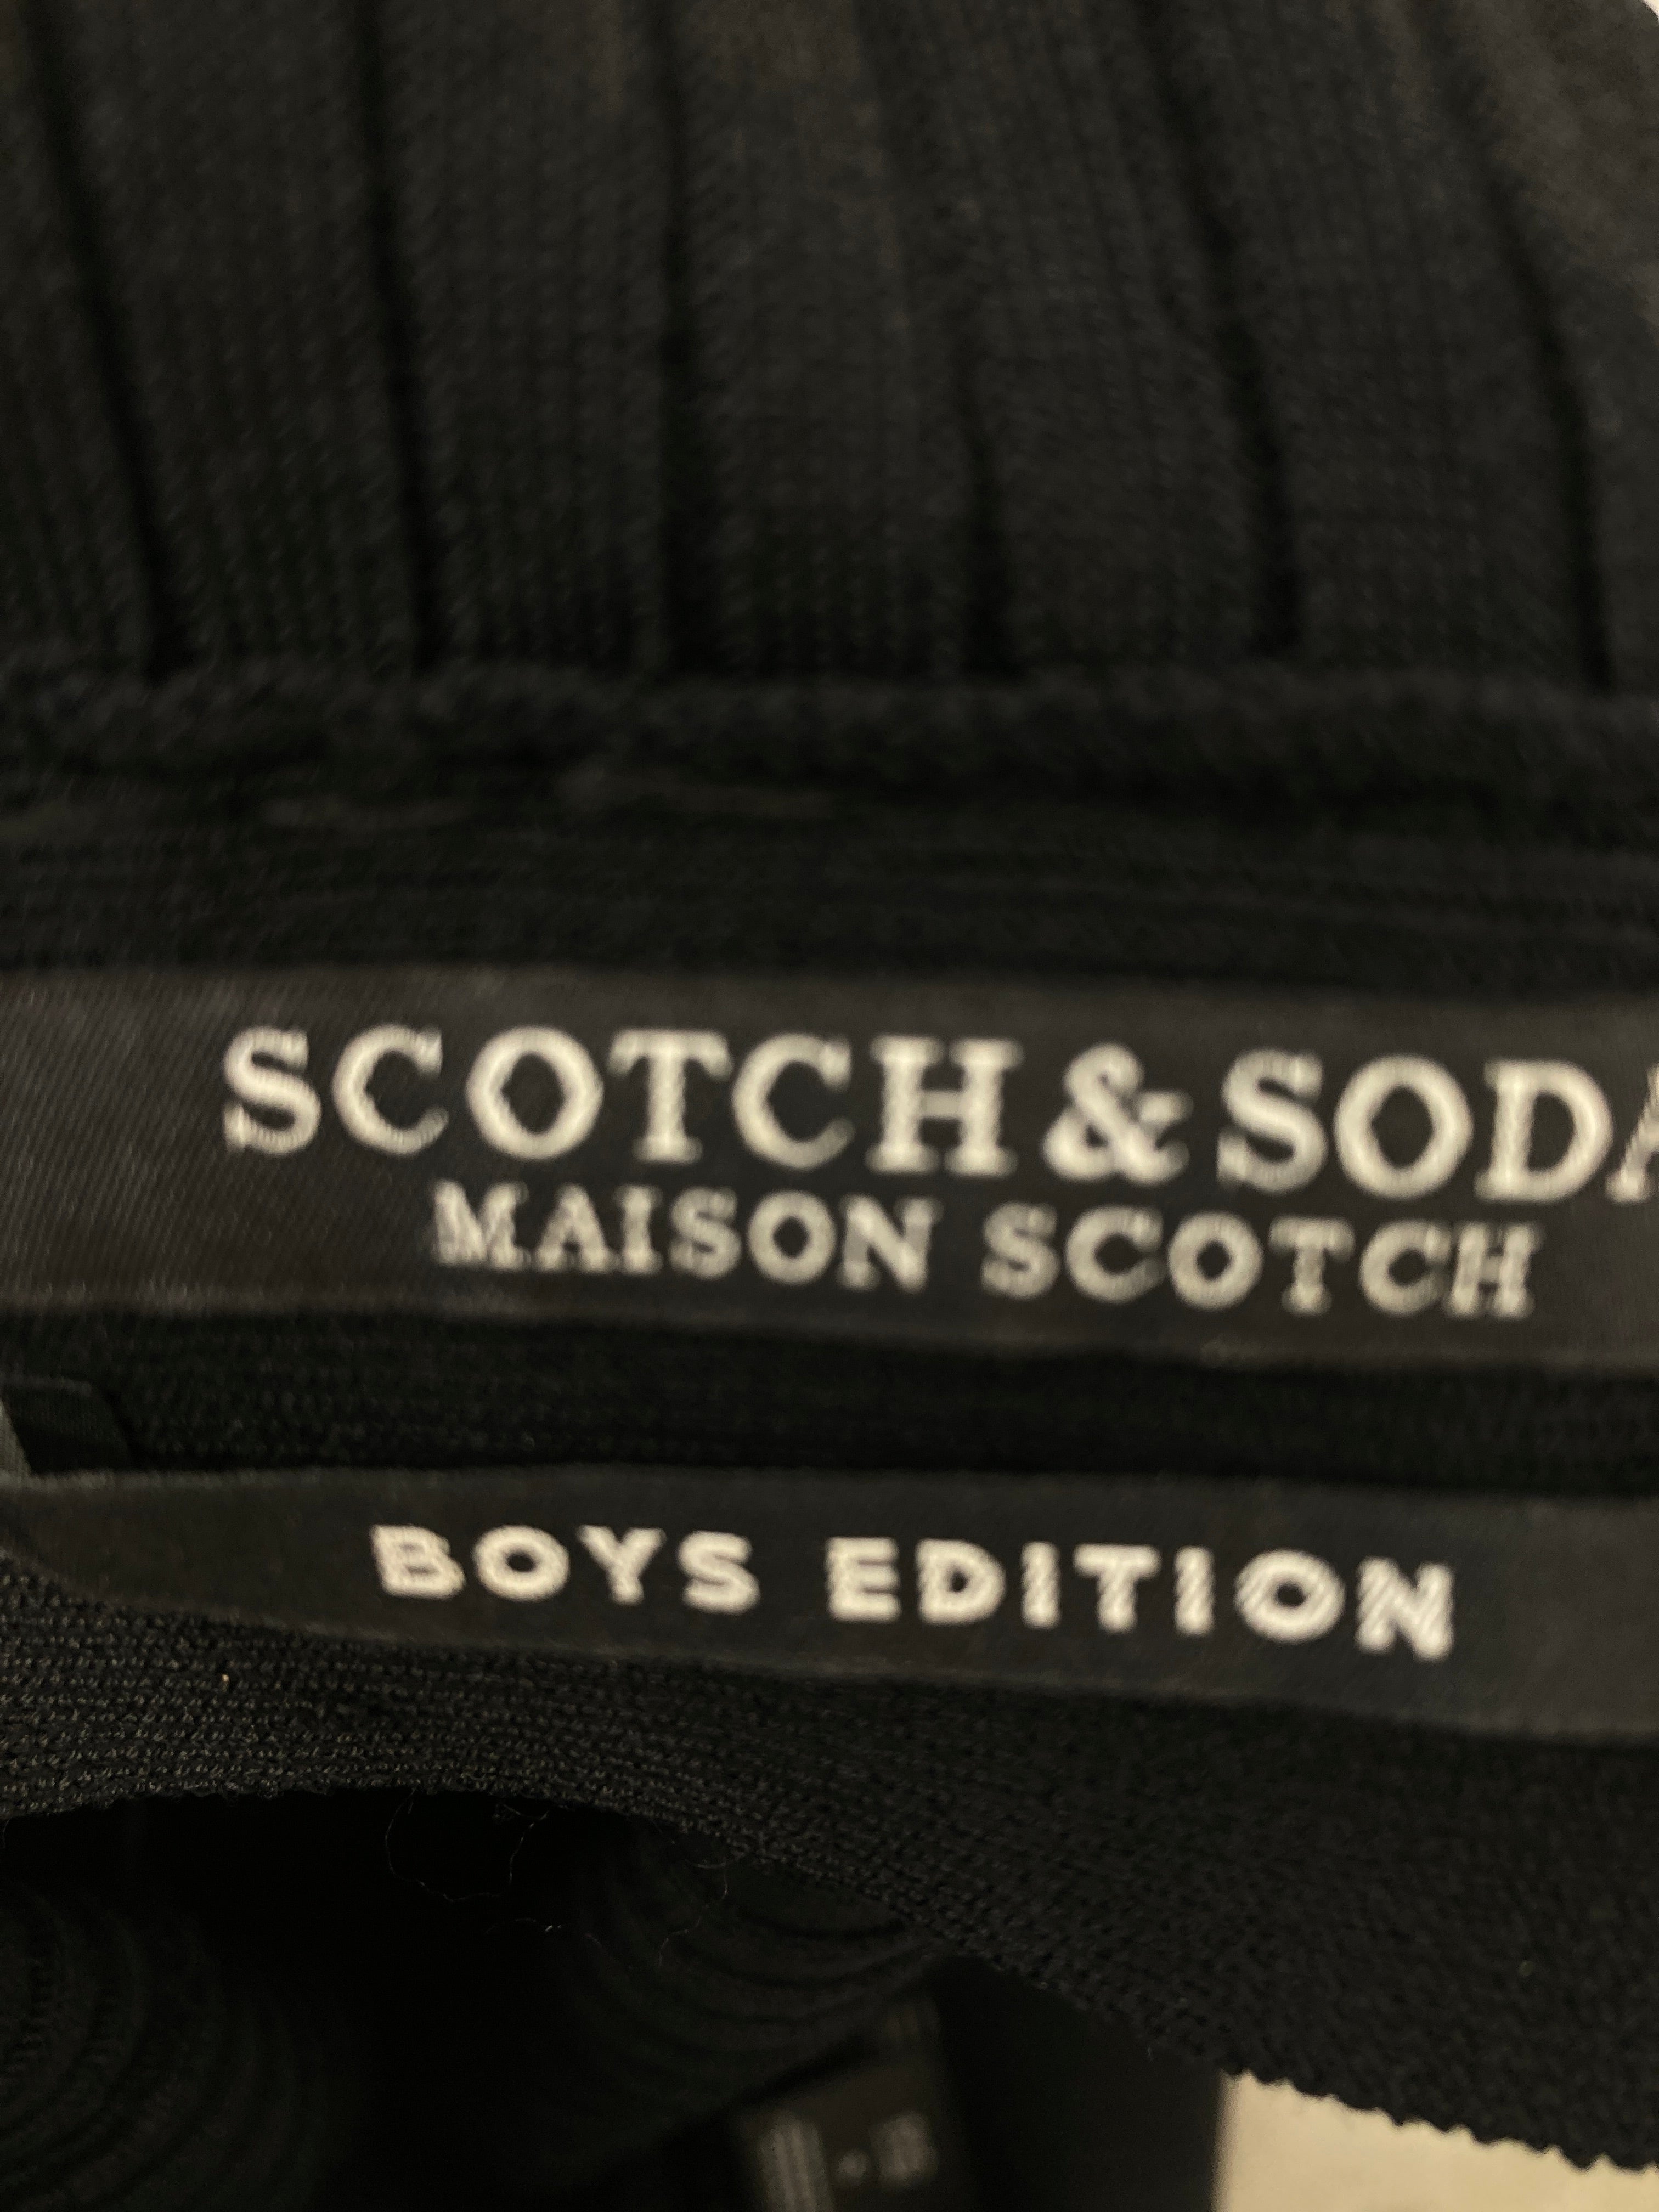 SCOTCH & SODA
MAISON SCOTCH
BOYS EDITION